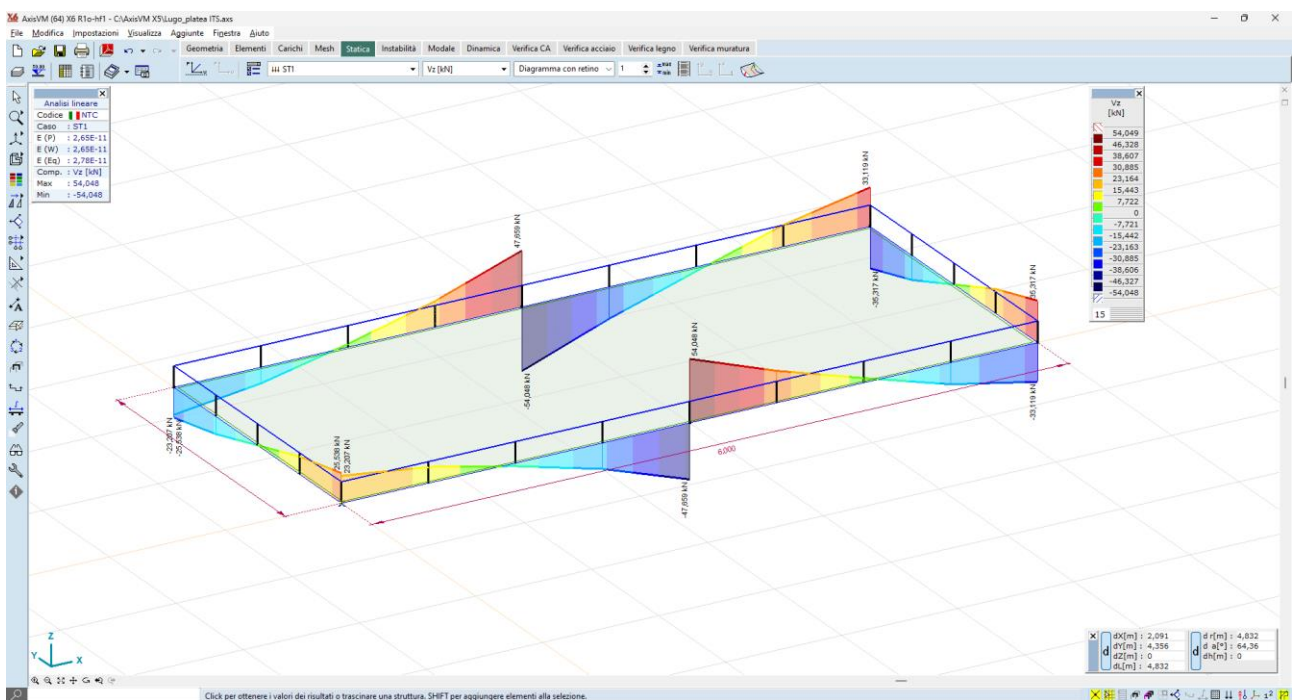 AxisVM (64) X6 R1o-hf1 - C:\AxisVM X5\Lugo_platea ITS.axs
File Modifica Impostazioni Visualizza Aggiunte Finestra Aiuto
Geometria Elementi Carichi Mesh Statica Instabilità Modale Dinamica Verifica CA Verifica acciaio Verifica legno Verifica muratura
ST1 Vz [kN] Diagramma con retino 1
Analisi lineare
Codice NTC
Caso : ST1
E (P) : 2,65E-11
E (W) : 2,65E-11
E (Eq) : 2,78E-11
Comp. : Vz [kN]
Max : 54,048
Min : -54,048
Vz
[kN]
54,049
46,328
38,607
30,885
23,164
15,443
7,722
0
-7,721
-15,442
-23,163
-30,885
-38,606
-46,327
-54,048
15
33,119 kN
47,659 kN
-35,317 kN
35,317 kN
-54,048 kN
54,048 kN
-33,119 kN
-23,207 kN
-25,538 kN
25,538 kN
23,207 kN
6,000
-47,659 kN
Z
Y
X
d
dX[m] : 2,091
dY[m] : 4,356
dZ[m] : 0
dL[m] : 4,832
d
d r[m] : 4,832
d a[°] : 64,36
dh[m] : 0
Click per ottenere i valori dei risultati o trascinare una struttura. SHIFT per aggiungere elementi alla selezione.